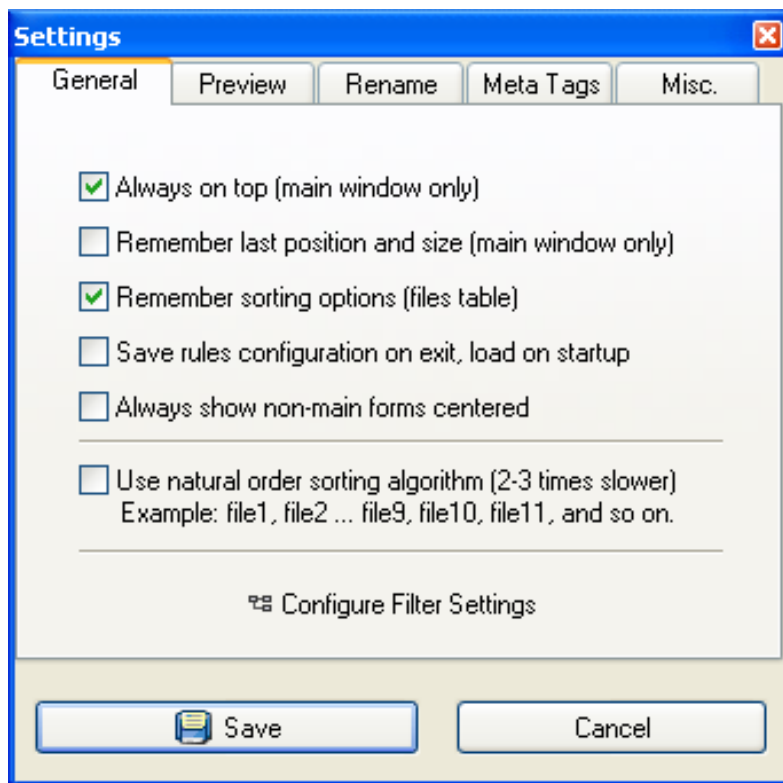 Settings
General Preview Rename Meta Tags Misc.
Always on top (main window only)
Remember last position and size (main window only)
Remember sorting options (files table)
Save rules configuration on exit, load on startup
Always show non-main forms centered
Use natural order sorting algorithm (2-3 times slower)
Example: file1, file2 ... file9, file10, file11, and so on.
Configure Filter Settings
Save Cancel